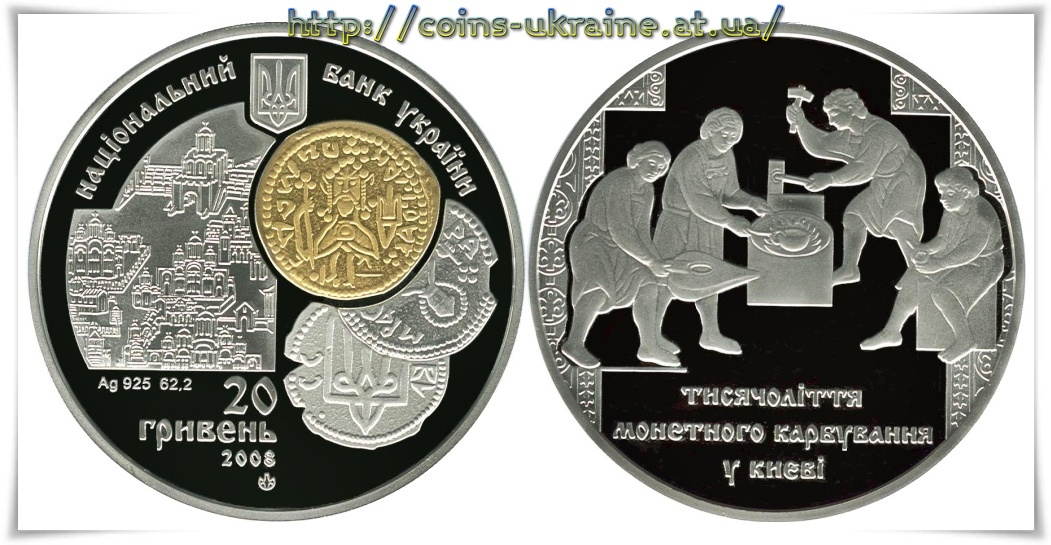 http://coins-ukraine.at.ua/
національний банк україни
Ag 925 62,2
20
гривень
2008
тисячоліття
монетного карбування
у києві